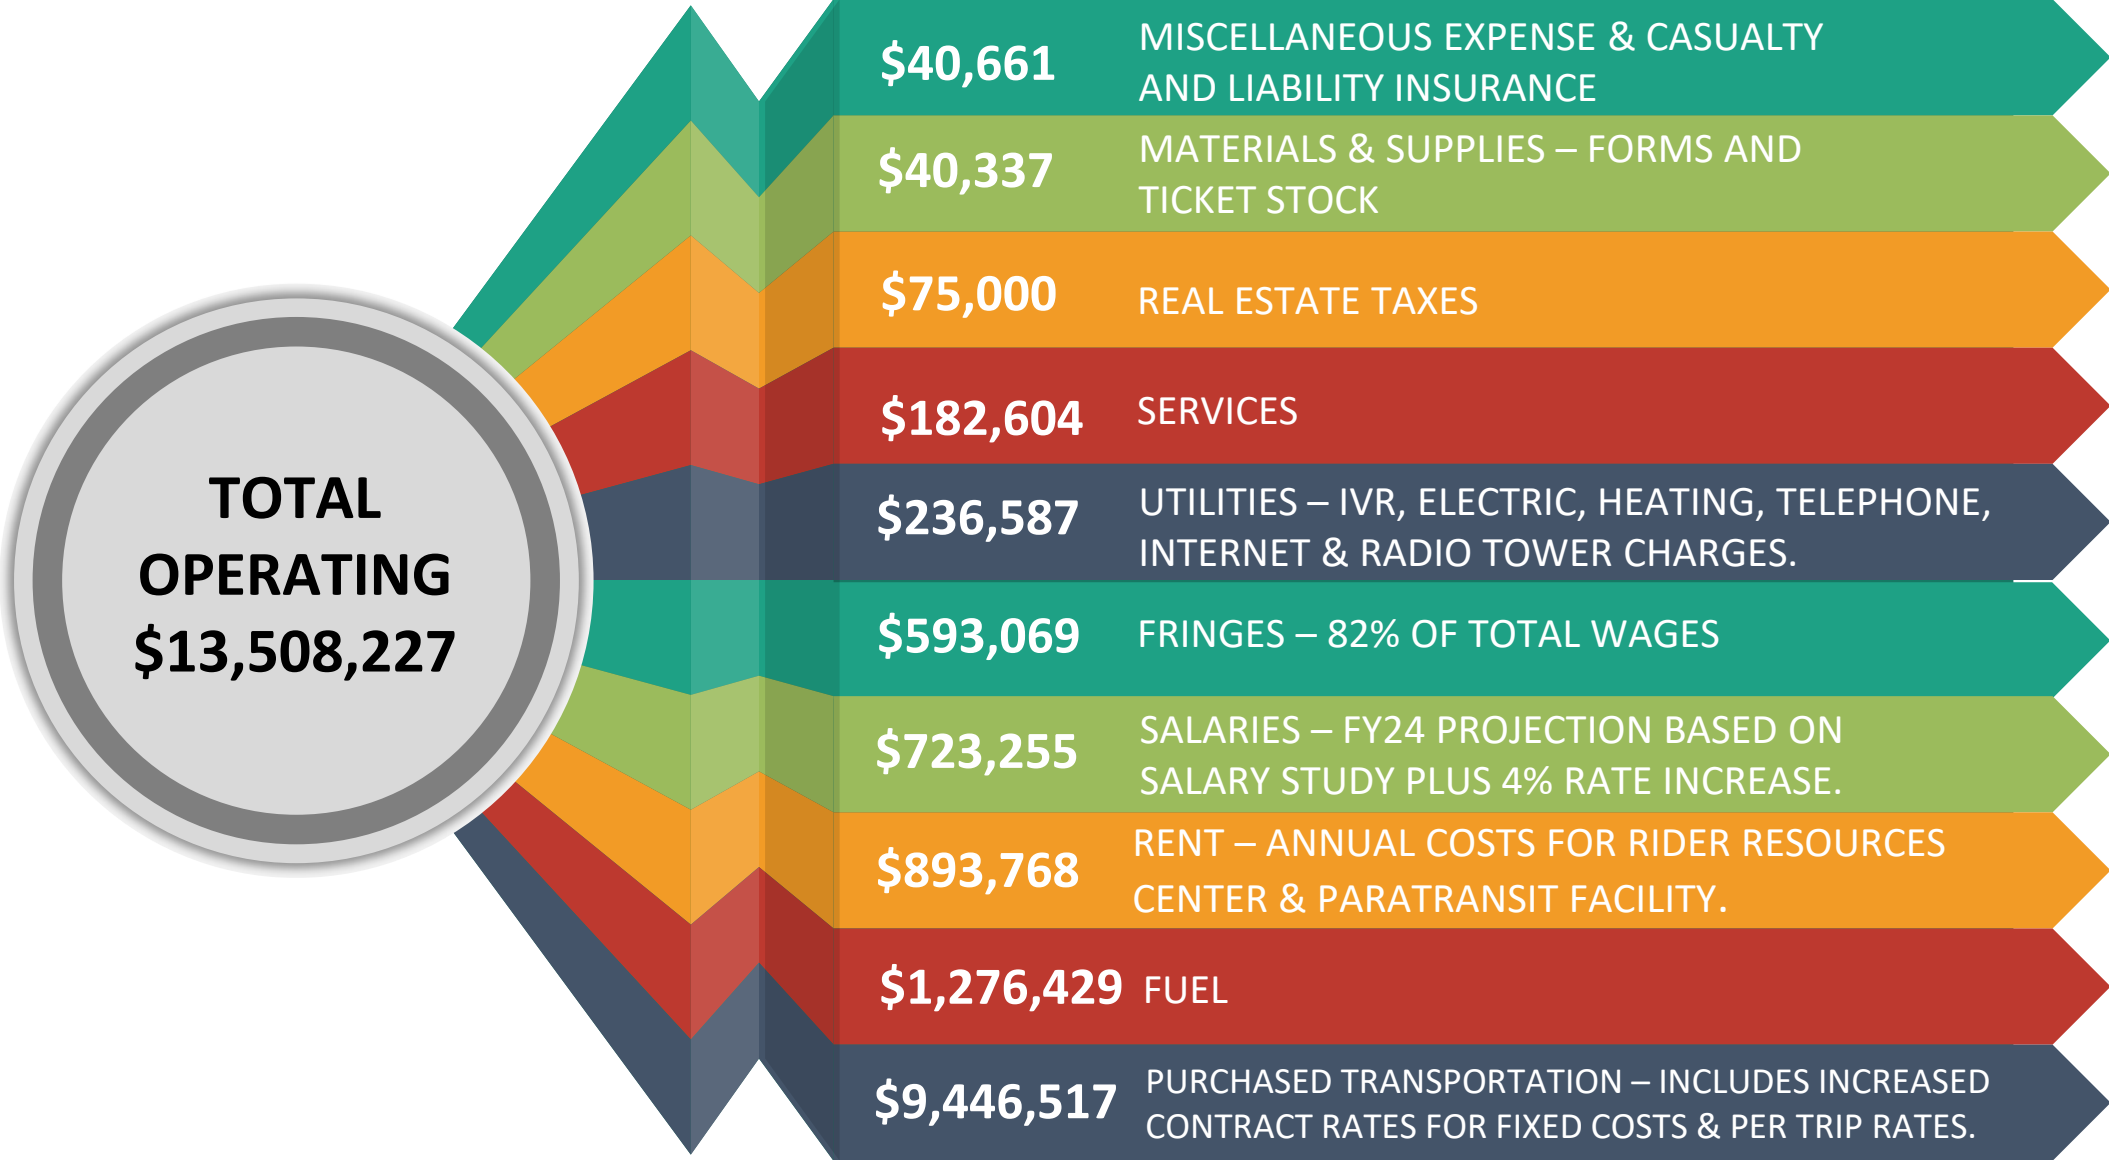 $40,661
MISCELLANEOUS EXPENSE & CASUALTY
AND LIABILITY INSURANCE
$40,337
MATERIALS & SUPPLIES – FORMS AND
TICKET STOCK
$75,000
REAL ESTATE TAXES
$182,604
SERVICES
$236,587
UTILITIES – IVR, ELECTRIC, HEATING, TELEPHONE,
INTERNET & RADIO TOWER CHARGES.
TOTAL
OPERATING
$13,508,227
$593,069
FRINGES – 82% OF TOTAL WAGES
$723,255
SALARIES – FY24 PROJECTION BASED ON
SALARY STUDY PLUS 4% RATE INCREASE.
$893,768
RENT – ANNUAL COSTS FOR RIDER RESOURCES
CENTER & PARATRANSIT FACILITY.
$1,276,429
FUEL
$9,446,517
PURCHASED TRANSPORTATION – INCLUDES INCREASED
CONTRACT RATES FOR FIXED COSTS & PER TRIP RATES.